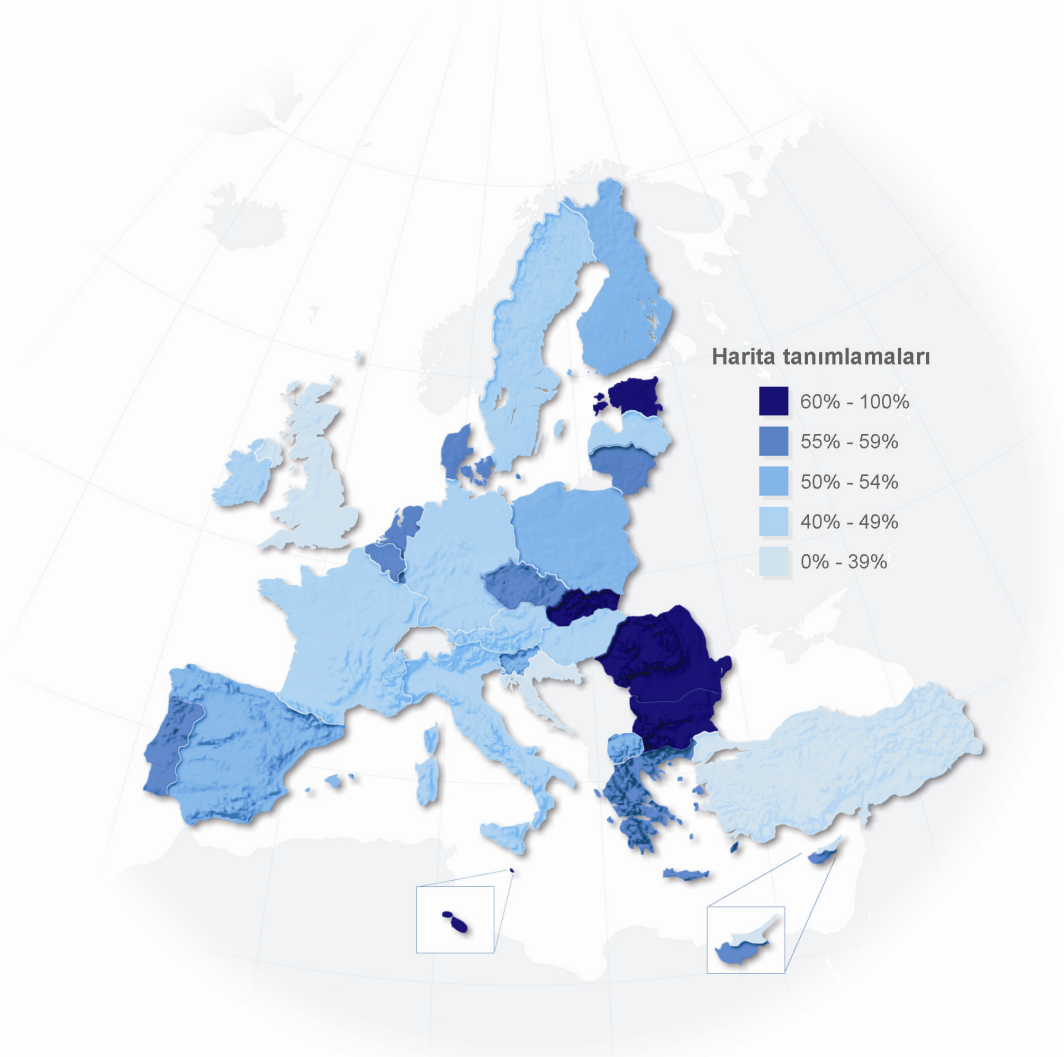 Harita tanımlamaları
60% - 100%
55% - 59%
50% - 54%
40% - 49%
0% - 39%